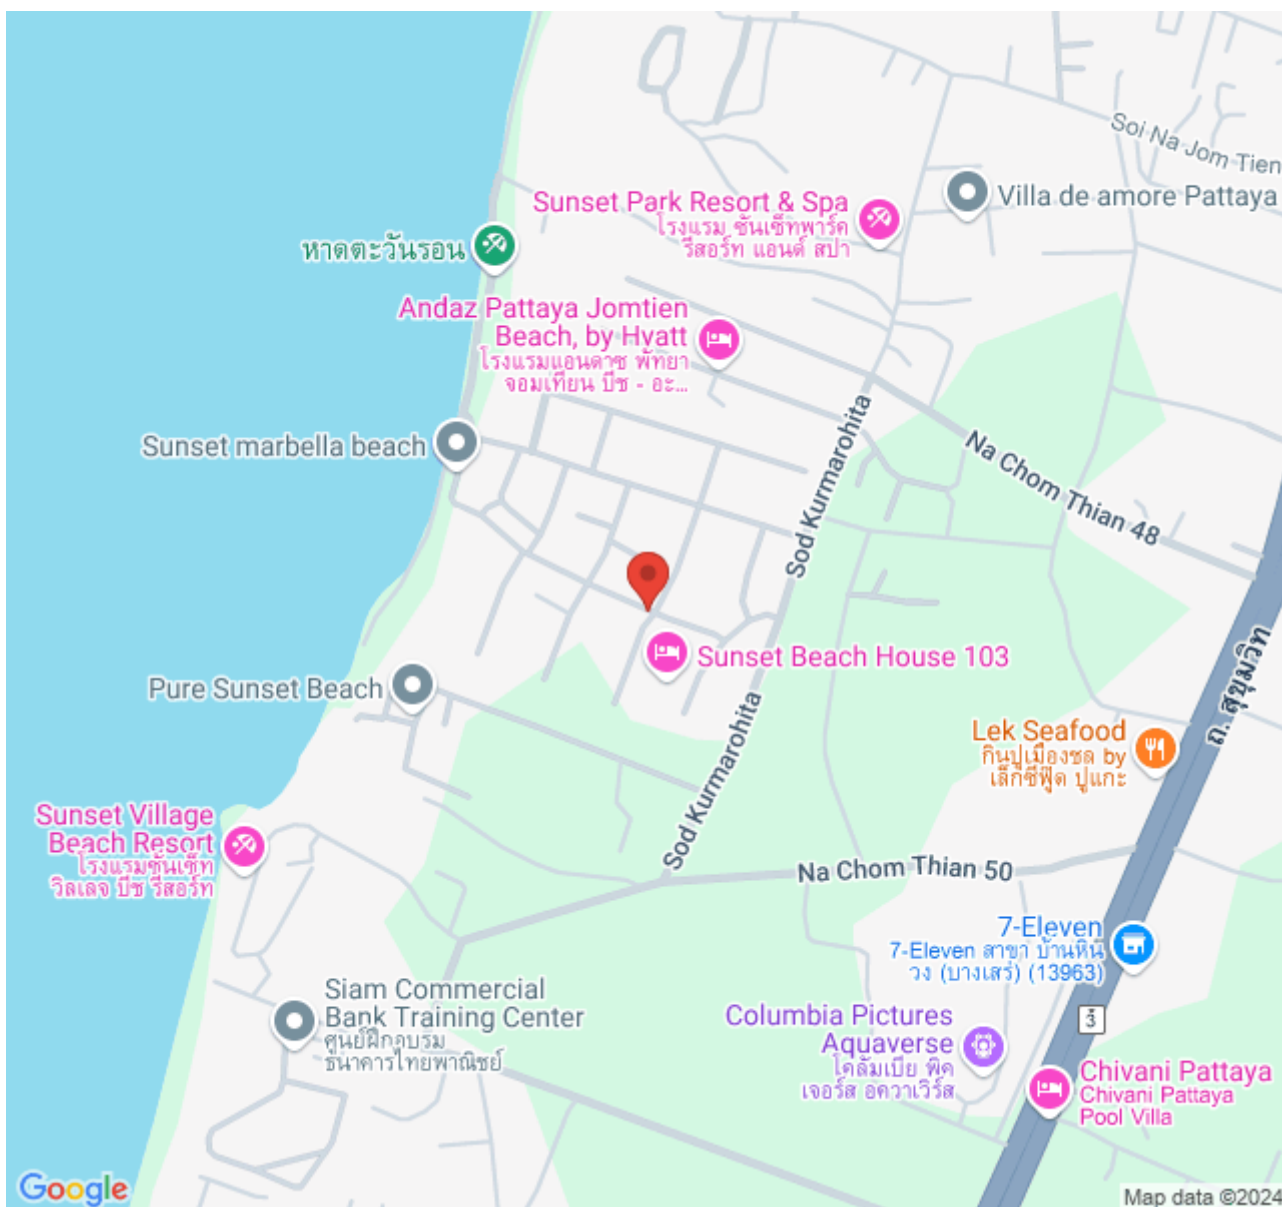 Soi Na Jom Tien
Villa de amore Pattaya
Sunset Park Resort & Spa
โรงแรม ซันเซ็ทพาร์ค
รีสอร์ท แอนด์ สปา
หาดตะวันรอน
Andaz Pattaya Jomtien
Beach, by Hyatt
โรงแรมแอนดาซ พัทยา
จอมเทียน บีช - อะ...
Sunset marbella beach
Sod Kurmarohita
Na Chom Thian 48
Sunset Beach House 103
Pure Sunset Beach
ถ. สุขุมวิท
Lek Seafood
กินปูเมืองชล by
เล็กซีฟู้ด ปูแกะ
Sod Kurmarohita
Sunset Village
Beach Resort
โรงแรมซันเซ็ท
วิลเลจ บีช รีสอร์ท
Na Chom Thian 50
7-Eleven
7-Eleven สาขา บ้านหิน
วง (บางเสร่) (13963)
Siam Commercial
Bank Training Center
ศูนย์ฝึกอบรม
ธนาคารไทยพาณิชย์
Columbia Pictures
Aquaverse
โคลัมเบีย พิค
เจอร์ส อควาเวิร์ส
3
Chivani Pattaya
Chivani Pattaya
Pool Villa
Google
Map data ©2024